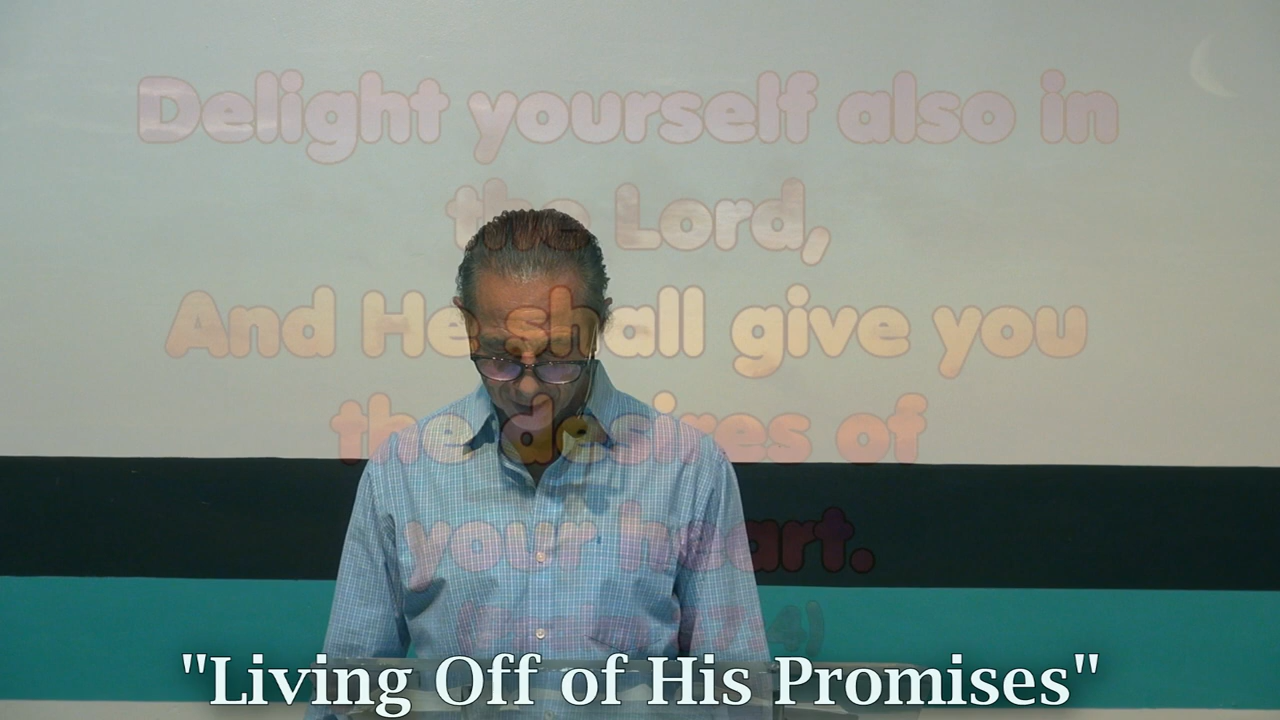 Delight yourself also in
the Lord,
And He shall give you
the desires of
your heart.
"Living Off of His Promises"